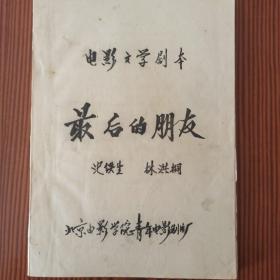 电影文学剧本
最后的朋友
史铁生 林洪桐
北京电影学院青年电影制片厂